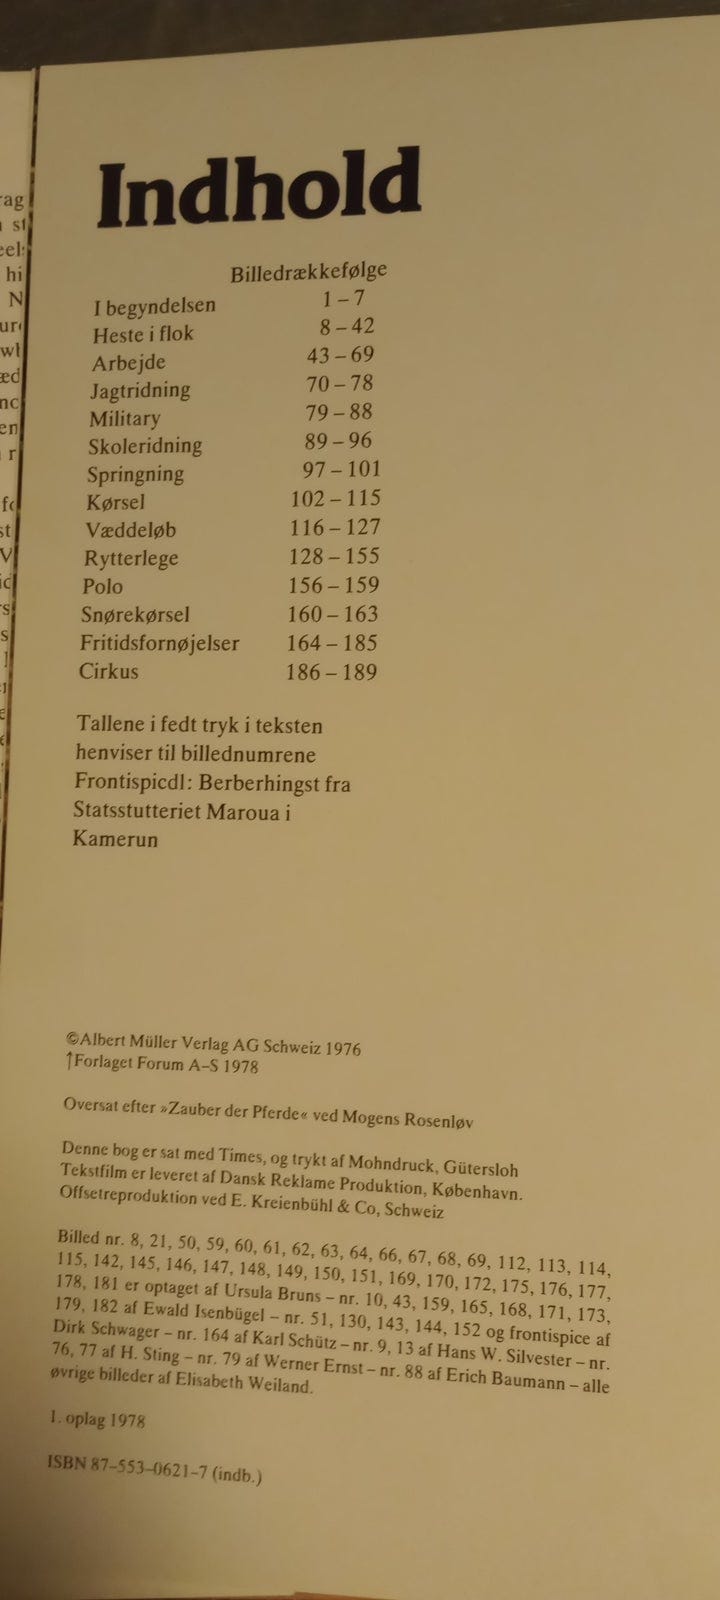 Indhold
Billedrækkefølge
I begyndelsen 1 – 7
Heste i flok 8 – 42
Arbejde 43 – 69
Jagtridning 70 – 78
Military 79 – 88
Skoleridning 89 – 96
Springning 97 – 101
Kørsel 102 – 115
Væddeløb 116 – 127
Rytterlege 128 – 155
Polo 156 – 159
Snørekørsel 160 – 163
Fritidsfornøjelser 164 – 185
Cirkus 186 – 189
Tallene i fedt tryk i teksten
henviser til billednumrene
Frontispicdl: Berberhingst fra
Statsstutteriet Maroua i
Kamerun
©Albert Müller Verlag AG Schweiz 1976
↑Forlaget Forum A–S 1978
Oversat efter »Zauber der Pferde« ved Mogens Rosenløv
Denne bog er sat med Times, og trykt af Mohndruck, Gütersloh
Tekstfilm er leveret af Dansk Reklame Produktion, København.
Offsetreproduktion ved E. Kreienbühl & Co, Schweiz
Billed nr. 8, 21, 50, 59, 60, 61, 62, 63, 64, 66, 67, 68, 69, 112, 113, 114,
115, 142, 145, 146, 147, 148, 149, 150, 151, 169, 170, 172, 175, 176, 177,
178, 181 er optaget af Ursula Bruns – nr. 10, 43, 159, 165, 168, 171, 173,
179, 182 af Ewald Isenbügel – nr. 51, 130, 143, 144, 152 og frontispice af
Dirk Schwager – nr. 164 af Karl Schütz – nr. 9, 13 af Hans W. Silvester – nr.
76, 77 af H. Sting – nr. 79 af Werner Ernst – nr. 88 af Erich Baumann – alle
øvrige billeder af Elisabeth Weiland.
1. oplag 1978
ISBN 87–553–0621–7 (indb.)